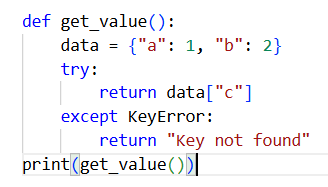 def get_value():
    data = {"a": 1, "b": 2}
    try:
        return data["c"]
    except KeyError:
        return "Key not found"
print(get_value())